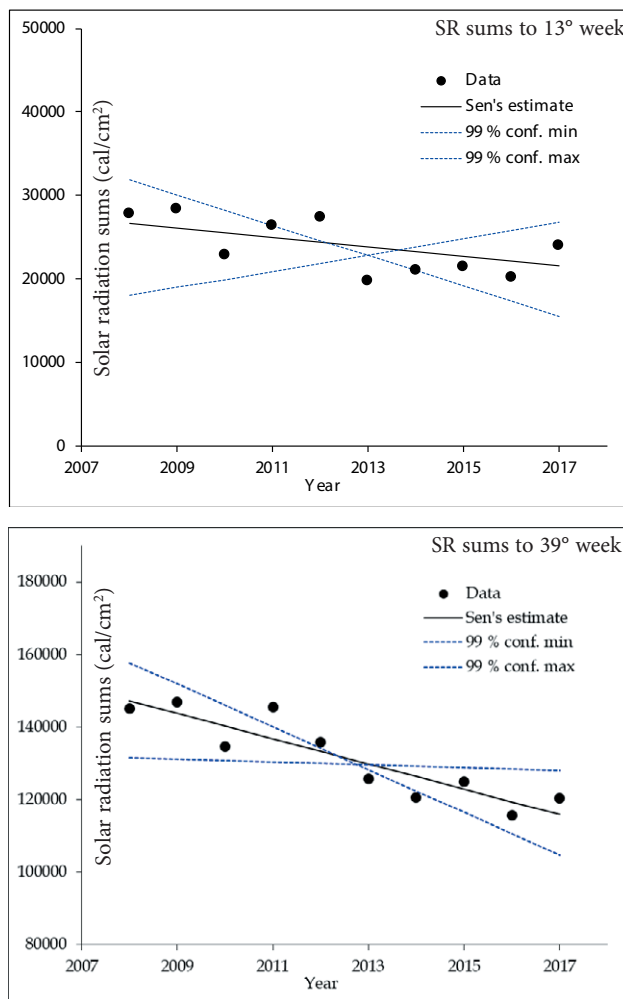 SR sums to 13° week
50000
40000
30000
20000
10000
0
Solar radiation sums (cal/cm²)
Data
Sen's estimate
99 % conf. min
99 % conf. max
2007 2009 2011 2013 2015 2017
Year
SR sums to 39° week
180000
160000
140000
120000
100000
80000
Solar radiation sums (cal/cm²)
Data
Sen's estimate
99 % conf. min
99 % conf. max
2007 2009 2011 2013 2015 2017
Year